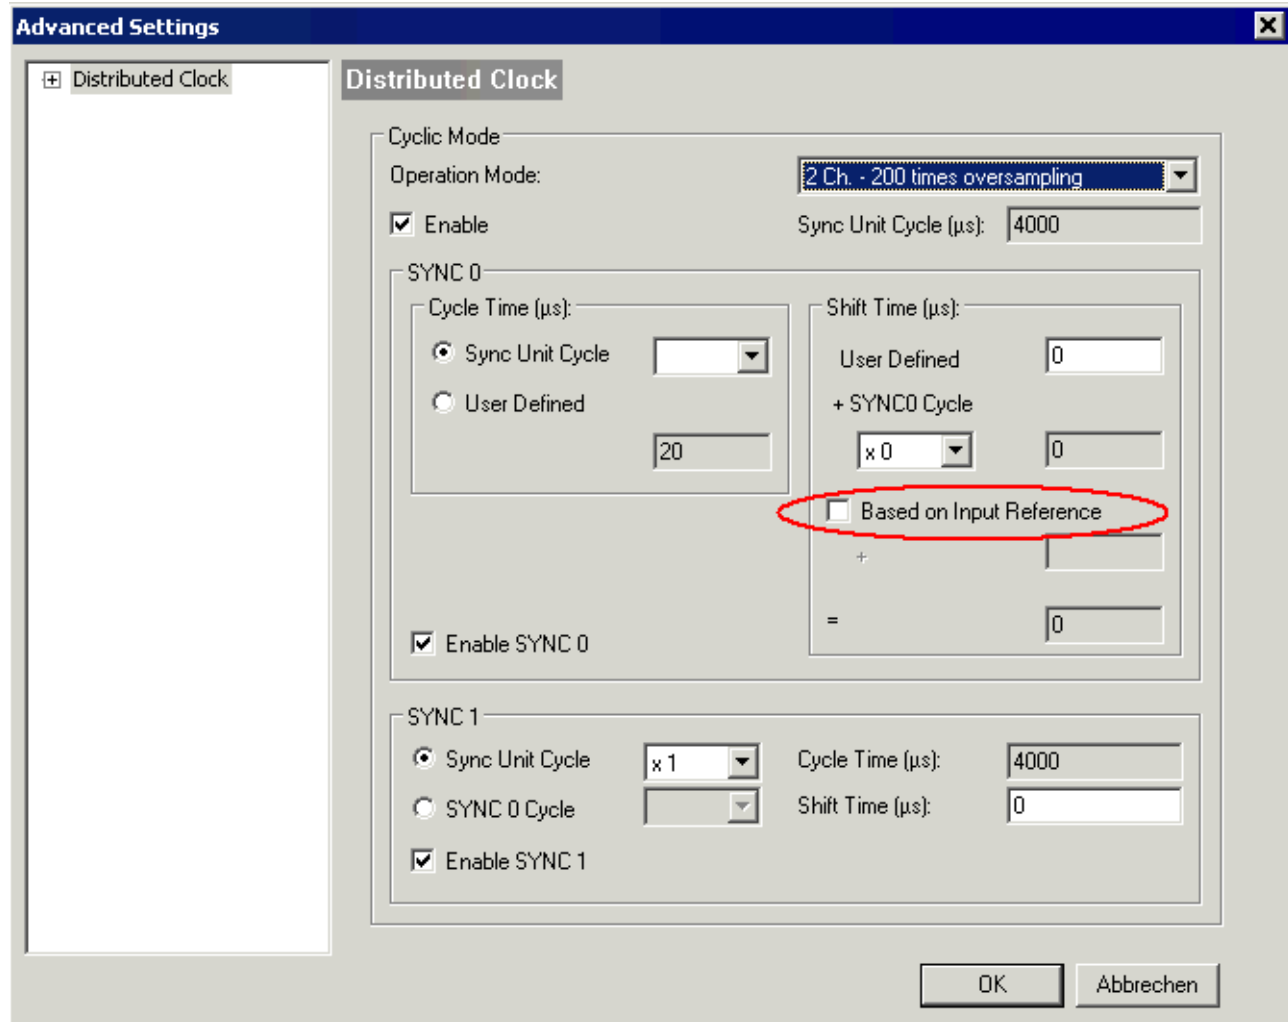 Advanced Settings
Distributed Clock
Distributed Clock
Cyclic Mode
Operation Mode:
2 Ch. - 200 times oversampling
Enable
Sync Unit Cycle (µs):
4000
SYNC 0
Cycle Time (µs):
Sync Unit Cycle
User Defined
20
Shift Time (µs):
User Defined
0
+ SYNC0 Cycle
x 0
0
Based on Input Reference
+
=
0
Enable SYNC 0
SYNC 1
Sync Unit Cycle
x 1
Cycle Time (µs):
4000
SYNC 0 Cycle
Shift Time (µs):
0
Enable SYNC 1
OK
Abbrechen